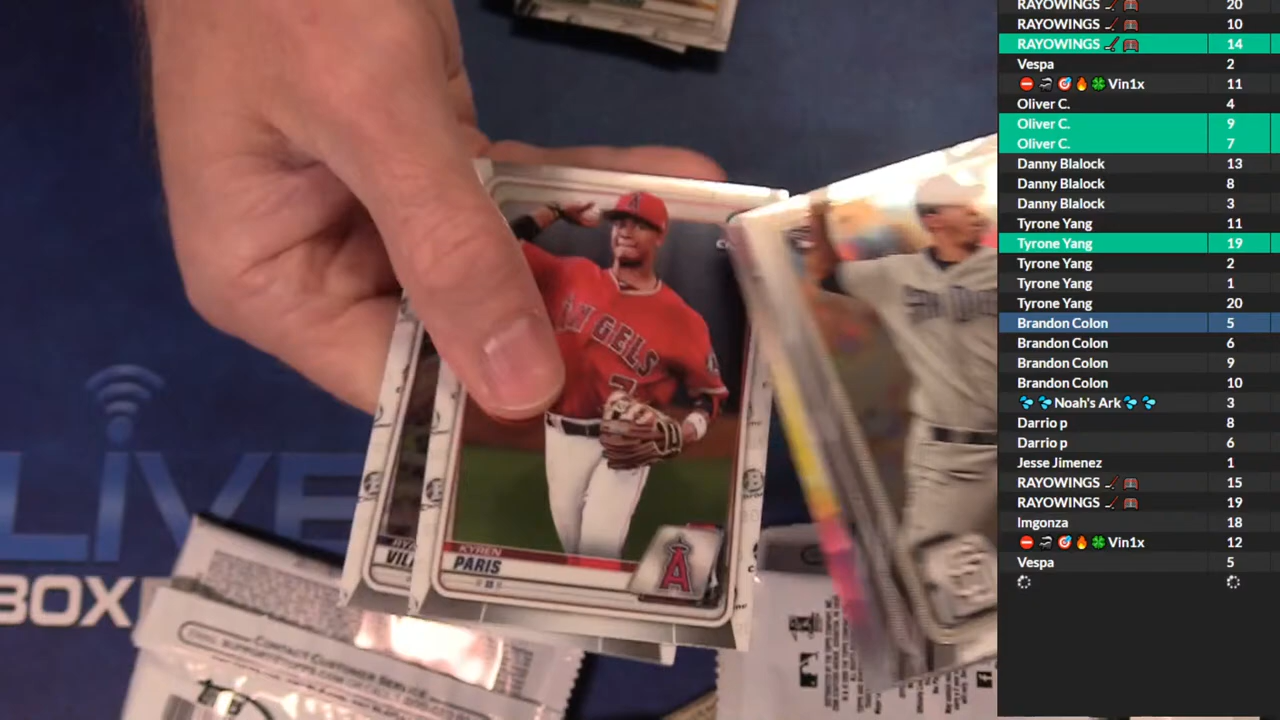 RAYOWINGS 20
RAYOWINGS 10
RAYOWINGS 14
Vespa 2
Vin1x 11
Oliver C. 4
Oliver C. 9
Oliver C. 7
Danny Blalock 13
Danny Blalock 8
Danny Blalock 3
Tyrone Yang 11
Tyrone Yang 19
Tyrone Yang 2
Tyrone Yang 1
Tyrone Yang 20
Brandon Colon 5
Brandon Colon 6
Brandon Colon 9
Brandon Colon 10
Noah's Ark 3
Darrio p 8
Darrio p 6
Jesse Jimenez 1
RAYOWINGS 15
RAYOWINGS 19
Imgonza 18
Vin1x 12
Vespa 5
ANGELS
KYREN
PARIS
A
LIVE
BOX
CONTACT CUSTOMER SERVICE